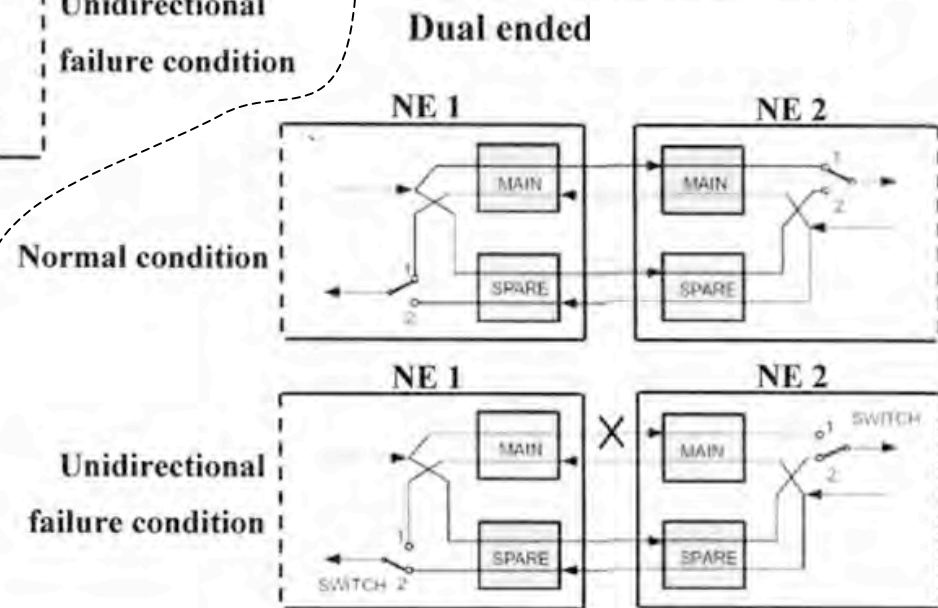 Unidirectional
failure condition
Dual ended
NE 1
NE 2
MAIN
MAIN
1
2
Normal condition
1
2
SPARE
SPARE
NE 1
NE 2
MAIN
MAIN
1
SWITCH
2
Unidirectional
failure condition
1
SWITCH 2
SPARE
SPARE